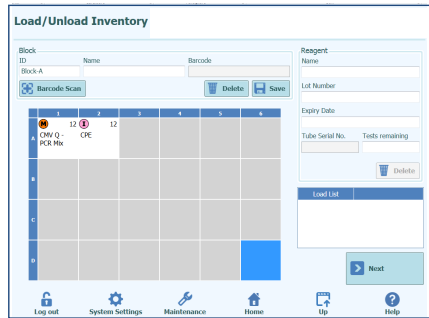 Load/Unload Inventory
Block
ID Name Barcode
Block-A
Barcode Scan Delete Save
1 2 3 4 5 6
A M 12 I 12
CMV Q - PCR Mix CPE
B
C
D
Reagent
Name
Lot Number
Expiry Date
Tube Serial No. Tests remaining
Delete
Load List
Next
Log out System Settings Maintenance Home Up Help